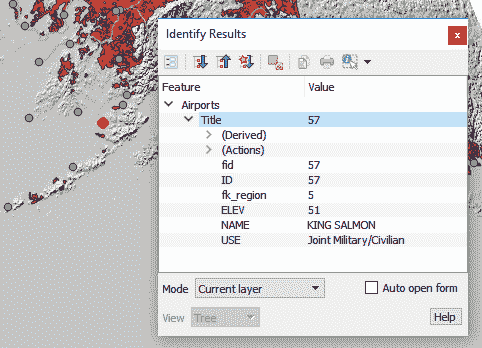 Identify Results
Feature Value
Airports
Title 57
(Derived)
(Actions)
fid 57
ID 57
fk_region 5
ELEV 51
NAME KING SALMON
USE Joint Military/Civilian
Mode Current layer Auto open form
View Tree Help